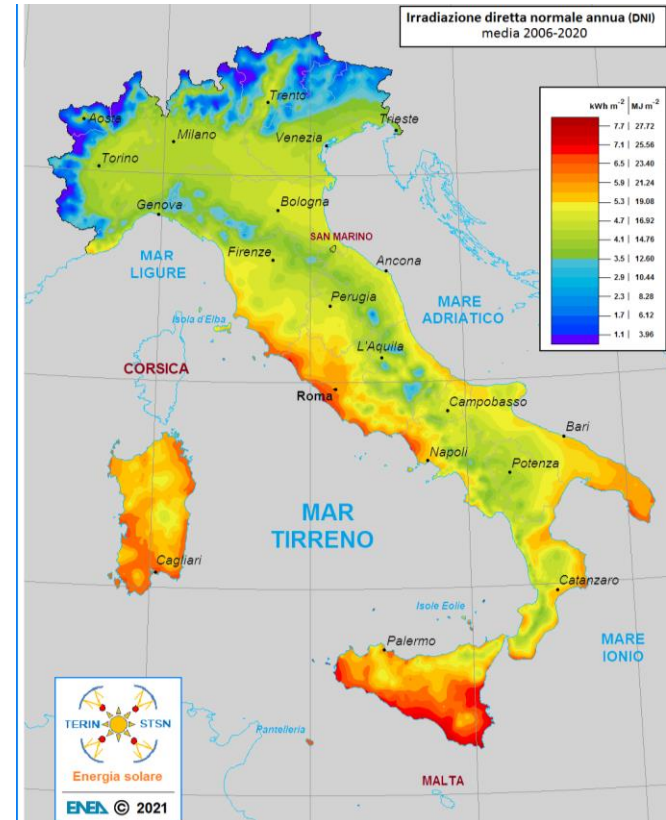 Irradiazione diretta normale annua (DNI)
media 2006-2020
kWh m⁻² | MJ m⁻²
7.7 | 27.72
7.1 | 25.56
6.5 | 23.40
5.9 | 21.24
5.3 | 19.08
4.7 | 16.92
4.1 | 14.76
3.5 | 12.60
2.9 | 10.44
2.3 | 8.28
1.7 | 6.12
1.1 | 3.96
Trento
Aosta
Milano
Venezia
Trieste
Torino
Genova
Bologna
SAN MARINO
MAR
LIGURE
Firenze
Ancona
Perugia
MARE
ADRIATICO
Isola d'Elba
L'Aquila
CORSICA
Roma
Campobasso
Bari
Napoli
Potenza
MAR
TIRRENO
Cagliari
Catanzaro
Isole Eolie
Palermo
MARE
IONIO
Pantelleria
MALTA
TERIN STSN
Energia solare
ENEA © 2021